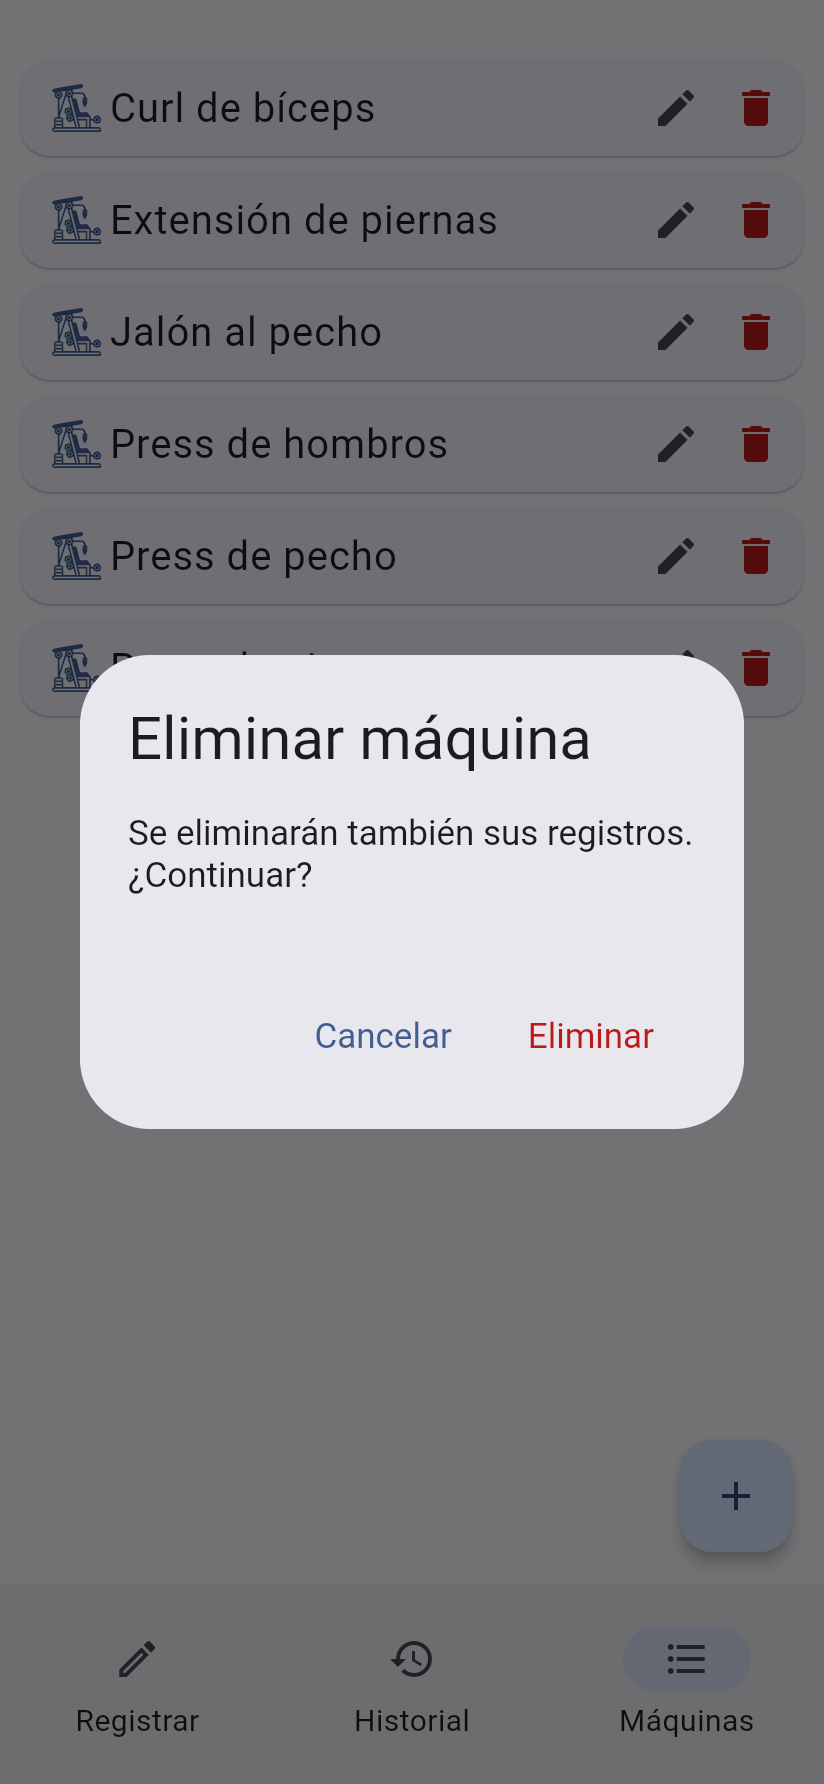 Curl de bíceps
Extensión de piernas
Jalón al pecho
Press de hombros
Press de pecho
Eliminar máquina
Se eliminarán también sus registros.
¿Continuar?
Cancelar
Eliminar
Registrar
Historial
Máquinas